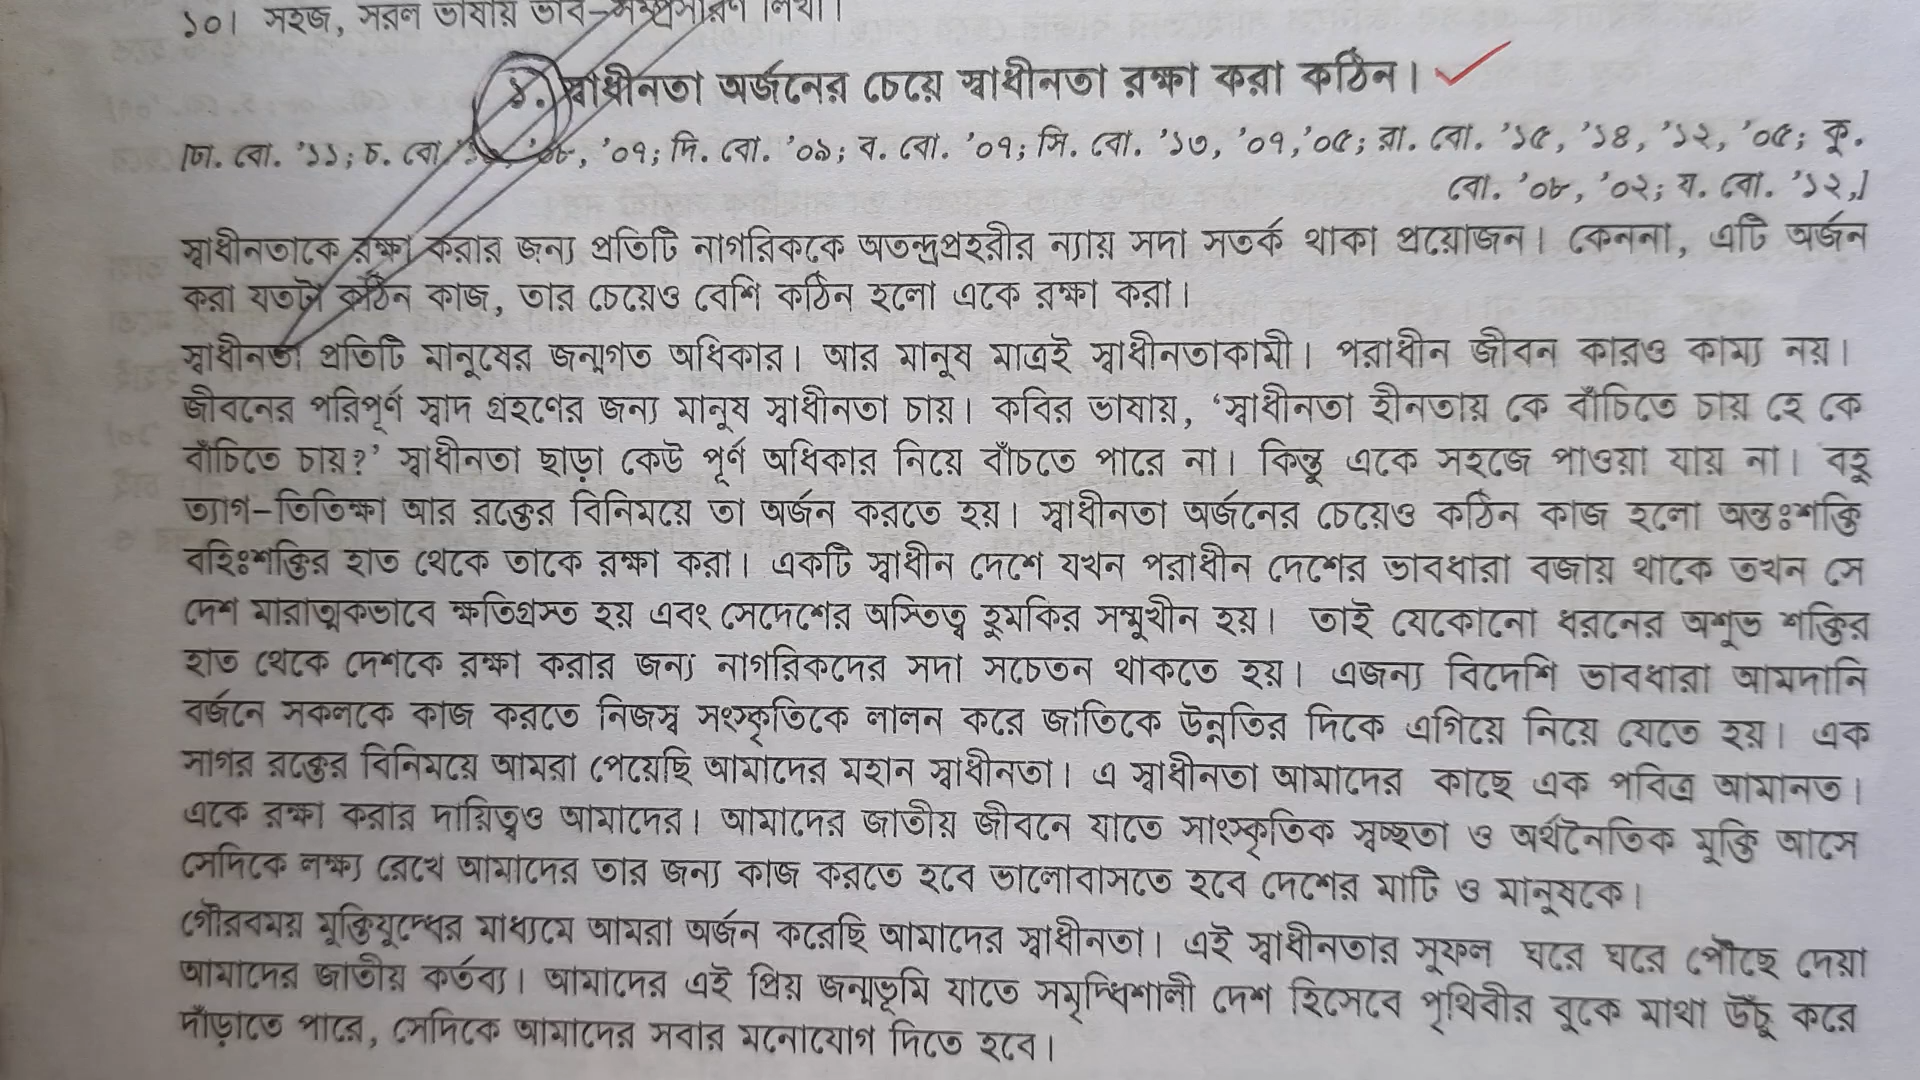 ১০। সহজ, সরল ভাষায় ভাব-সম্প্রসারণ লিখা।
১. স্বাধীনতা অর্জনের চেয়ে স্বাধীনতা রক্ষা করা কঠিন।
[ঢা. বো. '১১; চ. বো. '০৮, '০৭; দি. বো. '০৯; ব. বো. '০৭; সি. বো. '১৩, '০৭,'০৫; রা. বো. '১৫, '১৪, '১২, '০৫; কু.
বো. '০৮, '০২; য. বো. '১২,]
স্বাধীনতাকে রক্ষা করার জন্য প্রতিটি নাগরিককে অতন্দ্রপ্রহরীর ন্যায় সদা সতর্ক থাকা প্রয়োজন। কেননা, এটি অর্জন
করা যতটা কঠিন কাজ, তার চেয়েও বেশি কঠিন হলো একে রক্ষা করা।
স্বাধীনতা প্রতিটি মানুষের জন্মগত অধিকার। আর মানুষ মাত্রই স্বাধীনতাকামী। পরাধীন জীবন কারও কাম্য নয়।
জীবনের পরিপূর্ণ স্বাদ গ্রহণের জন্য মানুষ স্বাধীনতা চায়। কবির ভাষায়, ‘স্বাধীনতা হীনতায় কে বাঁচিতে চায় হে কে
বাঁচিতে চায়?’ স্বাধীনতা ছাড়া কেউ পূর্ণ অধিকার নিয়ে বাঁচতে পারে না। কিন্তু একে সহজে পাওয়া যায় না। বহু
ত্যাগ-তিতিক্ষা আর রক্তের বিনিময়ে তা অর্জন করতে হয়। স্বাধীনতা অর্জনের চেয়েও কঠিন কাজ হলো অন্তঃশক্তি
বহিঃশক্তির হাত থেকে তাকে রক্ষা করা। একটি স্বাধীন দেশে যখন পরাধীন দেশের ভাবধারা বজায় থাকে তখন সে
দেশ মারাত্মকভাবে ক্ষতিগ্রস্ত হয় এবং সেদেশের অস্তিত্ব হুমকির সম্মুখীন হয়। তাই যেকোনো ধরনের অশুভ শক্তির
হাত থেকে দেশকে রক্ষা করার জন্য নাগরিকদের সদা সচেতন থাকতে হয়। এজন্য বিদেশি ভাবধারা আমদানি
বর্জনে সকলকে কাজ করতে নিজস্ব সংস্কৃতিকে লালন করে জাতিকে উন্নতির দিকে এগিয়ে নিয়ে যেতে হয়। এক
সাগর রক্তের বিনিময়ে আমরা পেয়েছি আমাদের মহান স্বাধীনতা। এ স্বাধীনতা আমাদের কাছে এক পবিত্র আমানত।
একে রক্ষা করার দায়িত্বও আমাদের। আমাদের জাতীয় জীবনে যাতে সাংস্কৃতিক স্বচ্ছতা ও অর্থনৈতিক মুক্তি আসে
সেদিকে লক্ষ্য রেখে আমাদের তার জন্য কাজ করতে হবে ভালোবাসতে হবে দেশের মাটি ও মানুষকে।
গৌরবময় মুক্তিযুদ্ধের মাধ্যমে আমরা অর্জন করেছি আমাদের স্বাধীনতা। এই স্বাধীনতার সুফল ঘরে ঘরে পৌঁছে দেয়া
আমাদের জাতীয় কর্তব্য। আমাদের এই প্রিয় জন্মভূমি যাতে সমৃদ্ধিশালী দেশ হিসেবে পৃথিবীর বুকে মাথা উঁচু করে
দাঁড়াতে পারে, সেদিকে আমাদের সবার মনোযোগ দিতে হবে।